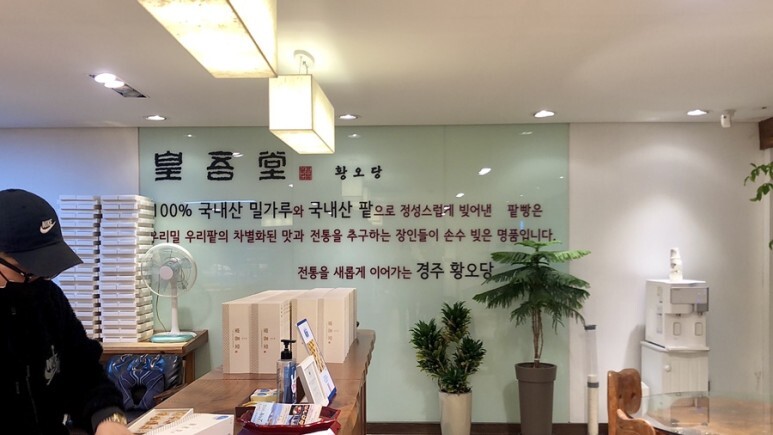 皇吾堂 황오당
100% 국내산 밀가루와 국내산 팥으로 정성스럽게 빚어낸 팥빵은
우리밀 우리팥의 차별화된 맛과 전통을 추구하는 장인들이 손수 빚은 명품입니다.
전통을 새롭게 이어가는 경주 황오당